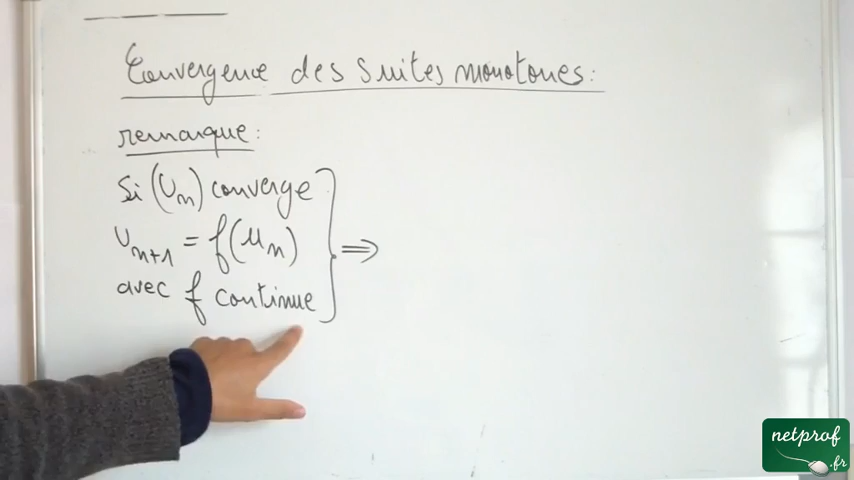 Convergence des suites monotones:
remarque:
Si (Un) converge
Un+1 = f(Un) ⇒
avec f continue
netprof
.fr